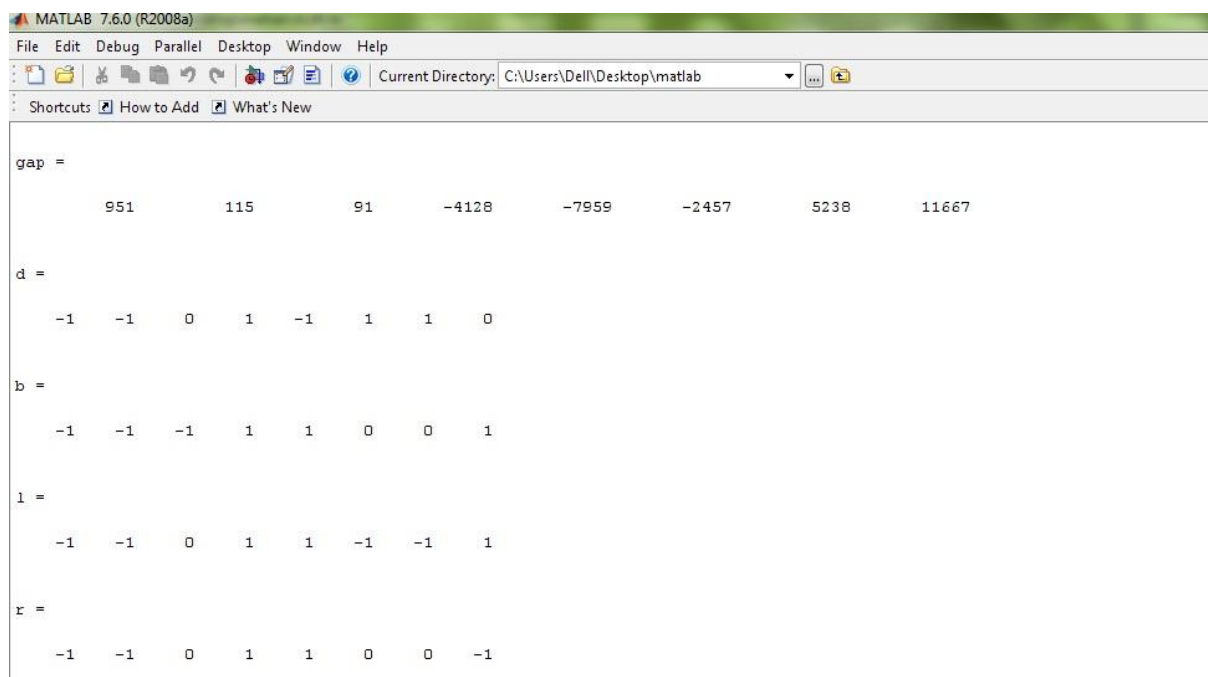 MATLAB 7.6.0 (R2008a)
File Edit Debug Parallel Desktop Window Help
Current Directory: C:\Users\Dell\Desktop\matlab
Shortcuts How to Add What's New
gap =
951 115 91 -4128 -7959 -2457 5238 11667
d =
-1 -1 0 1 -1 1 1 0
b =
-1 -1 -1 1 1 0 0 1
l =
-1 -1 0 1 1 -1 -1 1
r =
-1 -1 0 1 1 0 0 -1